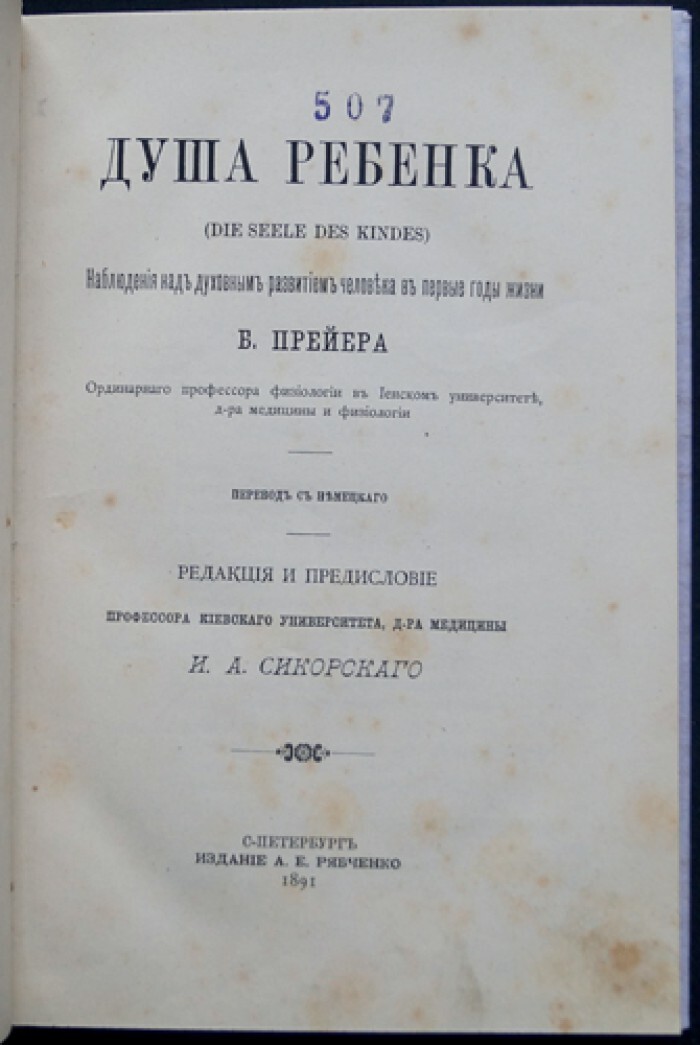 507
ДУША РЕБЕНКА
(DIE SEELE DES KINDES)
Наблюденія надъ духовнымъ развитіемъ человѣка въ первые годы жизни
В. ПРЕЙЕРА
Ординарнаго профессора физіологіи въ Іенскомъ университетѣ,
д-ра медицины и физіологіи
ПЕРЕВОДЪ СЪ НѢМЕЦКАГО
РЕДАКЦІЯ И ПРЕДИСЛОВІЕ
ПРОФЕССОРА КІЕВСКАГО УНИВЕРСИТЕТА, Д-РА МЕДИЦИНЫ
И. А. СИКОРСКАГО
С-ПЕТЕРБУРГЪ
ИЗДАНІЕ А. Е. РЯБЧЕНКО
1891